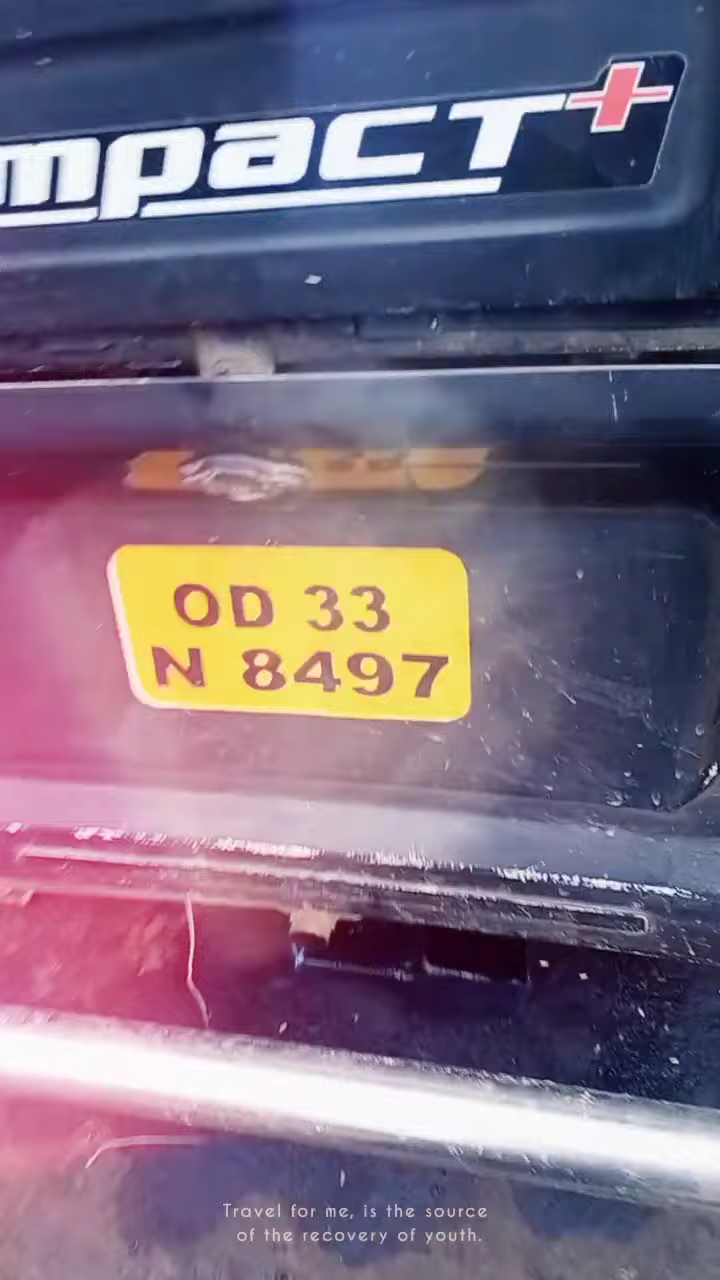 mpact+
OD 33
N 8497
Travel for me, is the source
of the recovery of youth.